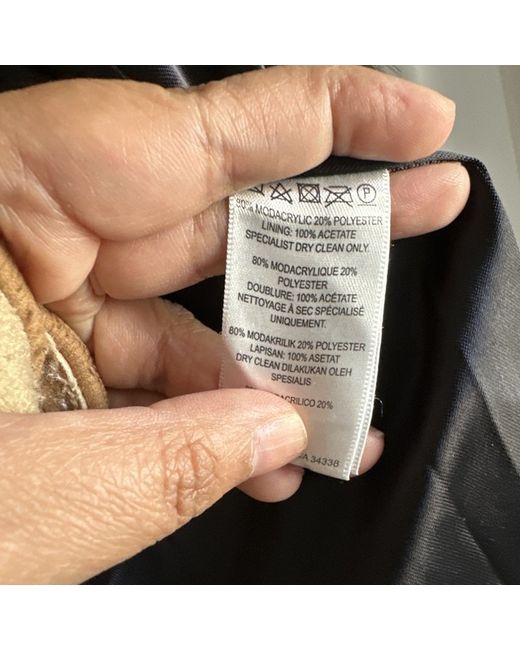 P
80% MODACRYLIC 20% POLYESTER
LINING: 100% ACETATE
SPECIALIST DRY CLEAN ONLY.
80% MODACRYLIQUE 20%
POLYESTER
DOUBLURE: 100% ACÉTATE
NETTOYAGE À SEC SPÉCIALISÉ
UNIQUEMENT.
80% MODAKRILIK 20% POLYESTER
LAPISAN: 100% ASETAT
DRY CLEAN DILAKUKAN OLEH
SPESIALIS
20%
34338